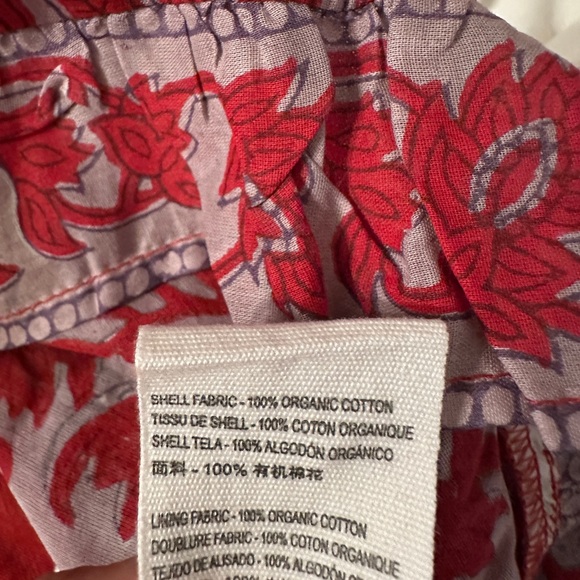 SHELL FABRIC - 100% ORGANIC COTTON
TISSU DE SHELL - 100% COTON ORGANIQUE
SHELL TELA - 100% ALGODÓN ORGÁNICO
面料 - 100% 有机棉花
LINING FABRIC - 100% ORGANIC COTTON
DOUBLURE FABRIC - 100% COTON ORGANIQUE
TEJIDO DE ALISADO - 100% ALGODÓN ORGÁNICO